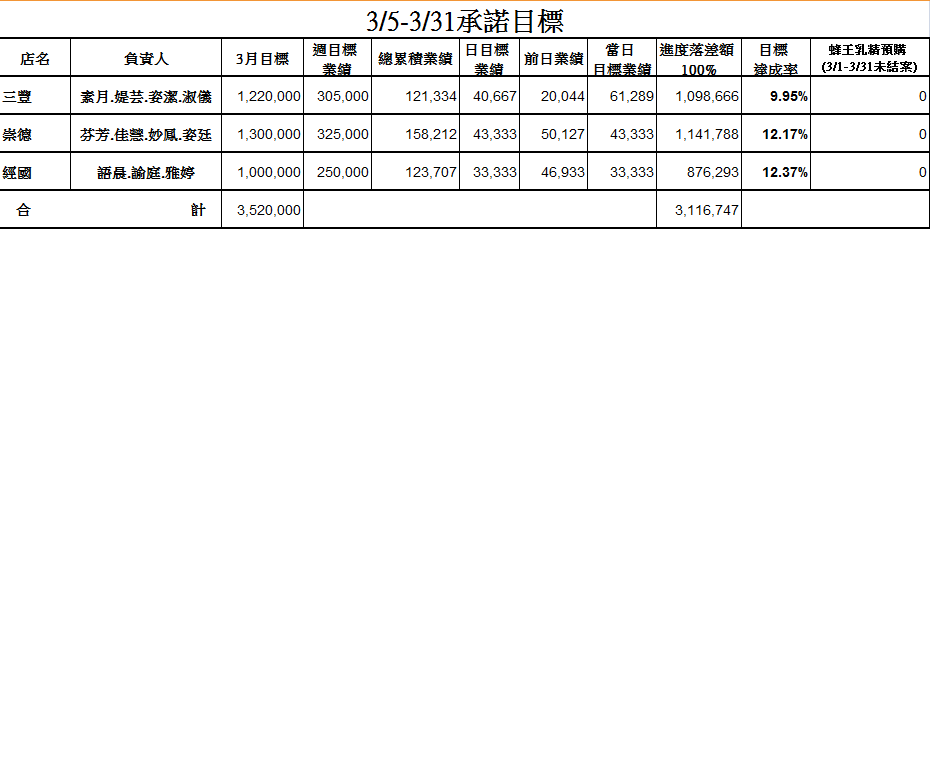 3/5-3/31承諾目標
店名 負責人 3月目標 週目標業績 總累積業績 日目標業績 前日業績 當日目標業績 進度落差額100% 目標達成率 蜂王乳精預購(3/1-3/31未結案)
三豐 素月.媞芸.姿潔.淑儀 1,220,000 305,000 121,334 40,667 20,044 61,289 1,098,666 9.95% 0
崇德 芬芳.佳慧.妙鳳.姿廷 1,300,000 325,000 158,212 43,333 50,127 43,333 1,141,788 12.17% 0
經國 語晨.諭庭.雅婷 1,000,000 250,000 123,707 33,333 46,933 33,333 876,293 12.37% 0
合計 3,520,000 3,116,747